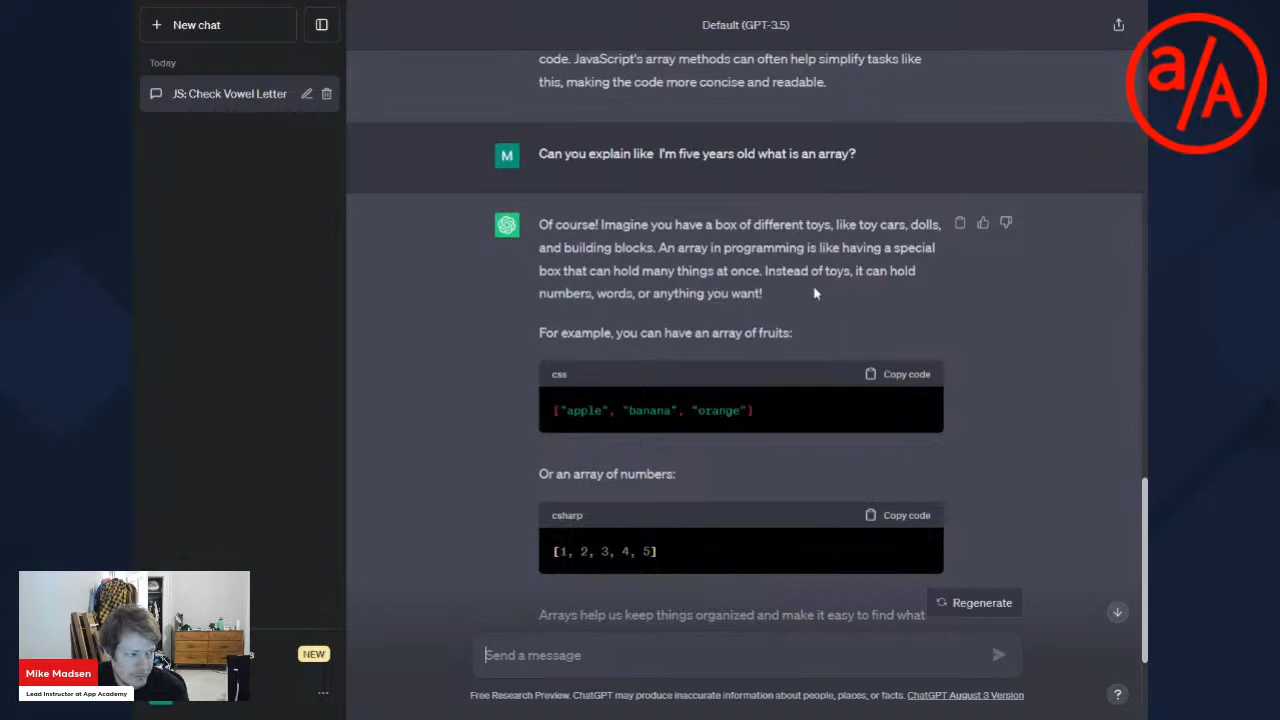 New chat
Default (GPT-3.5)
a/A
Today
JS: Check Vowel Letter
code. JavaScript's array methods can often help simplify tasks like
this, making the code more concise and readable.
M
Can you explain like I'm five years old what is an array?
Of course! Imagine you have a box of different toys, like toy cars, dolls,
and building blocks. An array in programming is like having a special
box that can hold many things at once. Instead of toys, it can hold
numbers, words, or anything you want!
For example, you can have an array of fruits:
css
Copy code
["apple", "banana", "orange"]
Or an array of numbers:
csharp
Copy code
[1, 2, 3, 4, 5]
Arrays help us keep things organized and make it easy to find what
Regenerate
Send a message
NEW
Mike Madsen
Lead Instructor at App Academy
Free Research Preview. ChatGPT may produce inaccurate information about people, places, or facts. ChatGPT August 3 Version
?